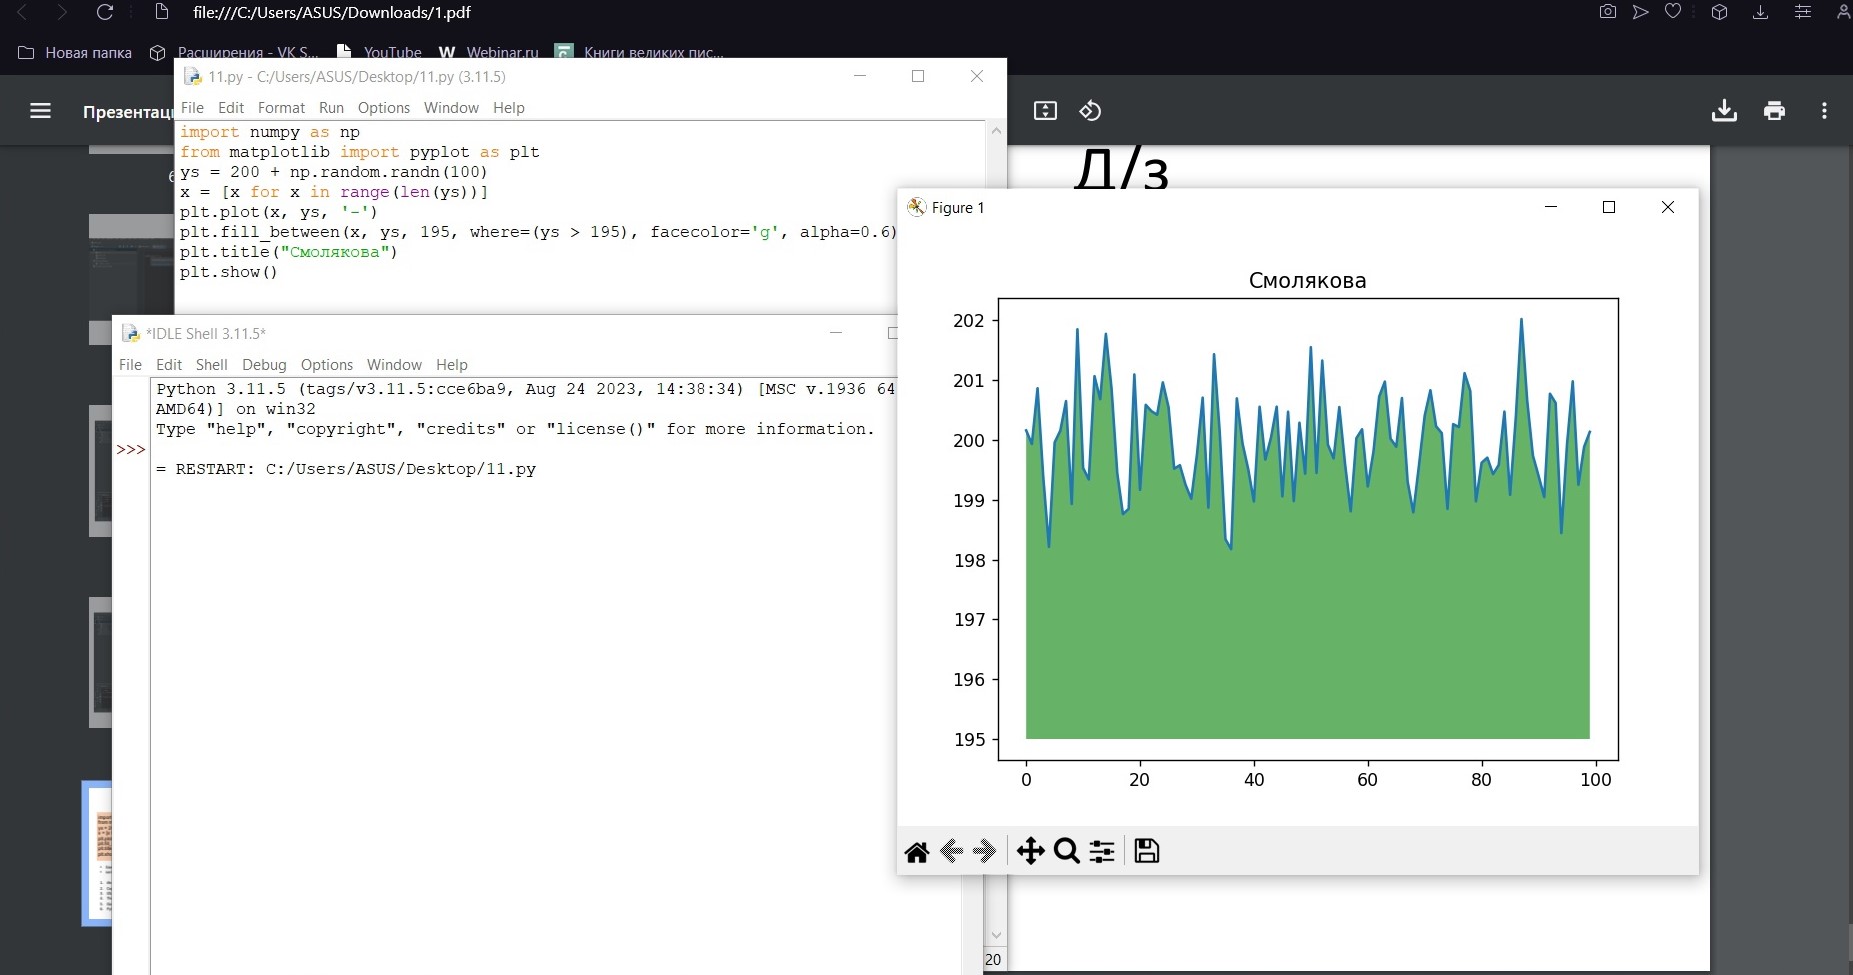 file:///C:/Users/ASUS/Downloads/1.pdf
Новая папка
Расширения - VK S...
YouTube
W Webinar.ru
Книги великих пис...
11.py - C:/Users/ASUS/Desktop/11.py (3.11.5)
File Edit Format Run Options Window Help
import numpy as np
from matplotlib import pyplot as plt
ys = 200 + np.random.randn(100)
x = [x for x in range(len(ys))]
plt.plot(x, ys, '-')
plt.fill_between(x, ys, 195, where=(ys > 195), facecolor='g', alpha=0.6)
plt.title("Смолякова")
plt.show()
Презентац
*IDLE Shell 3.11.5*
File Edit Shell Debug Options Window Help
Python 3.11.5 (tags/v3.11.5:cce6ba9, Aug 24 2023, 14:38:34) [MSC v.1936 64
AMD64)] on win32
Type "help", "copyright", "credits" or "license()" for more information.
>>>
= RESTART: C:/Users/ASUS/Desktop/11.py
Д/з
Figure 1
Смолякова
202
201
200
199
198
197
196
195
0 20 40 60 80 100
20